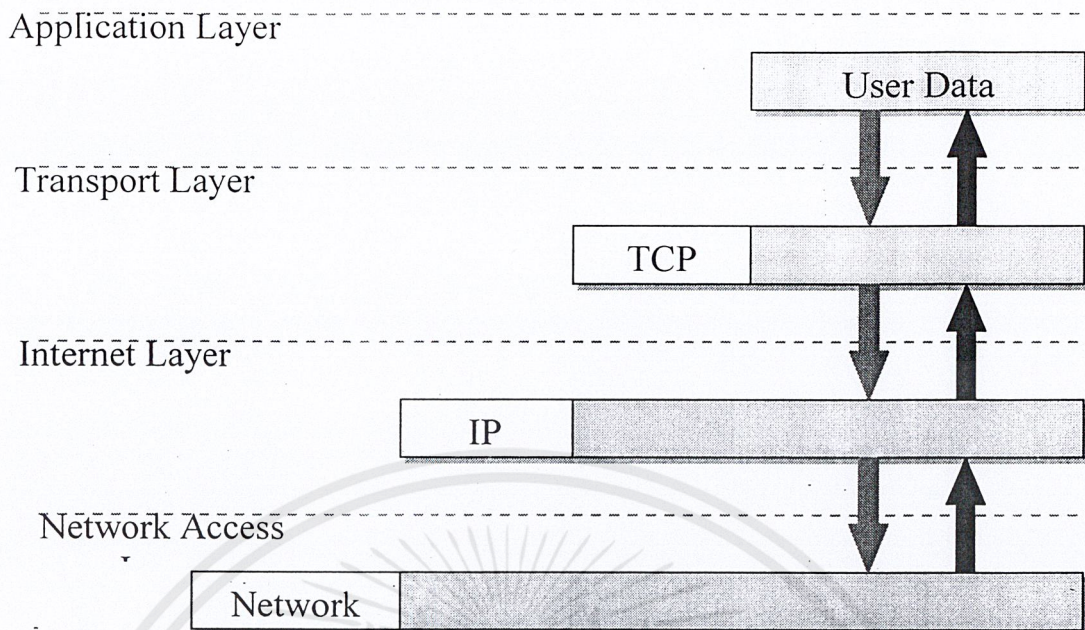 Application Layer
User Data
Transport Layer
TCP
Internet Layer
IP
Network Access
Network